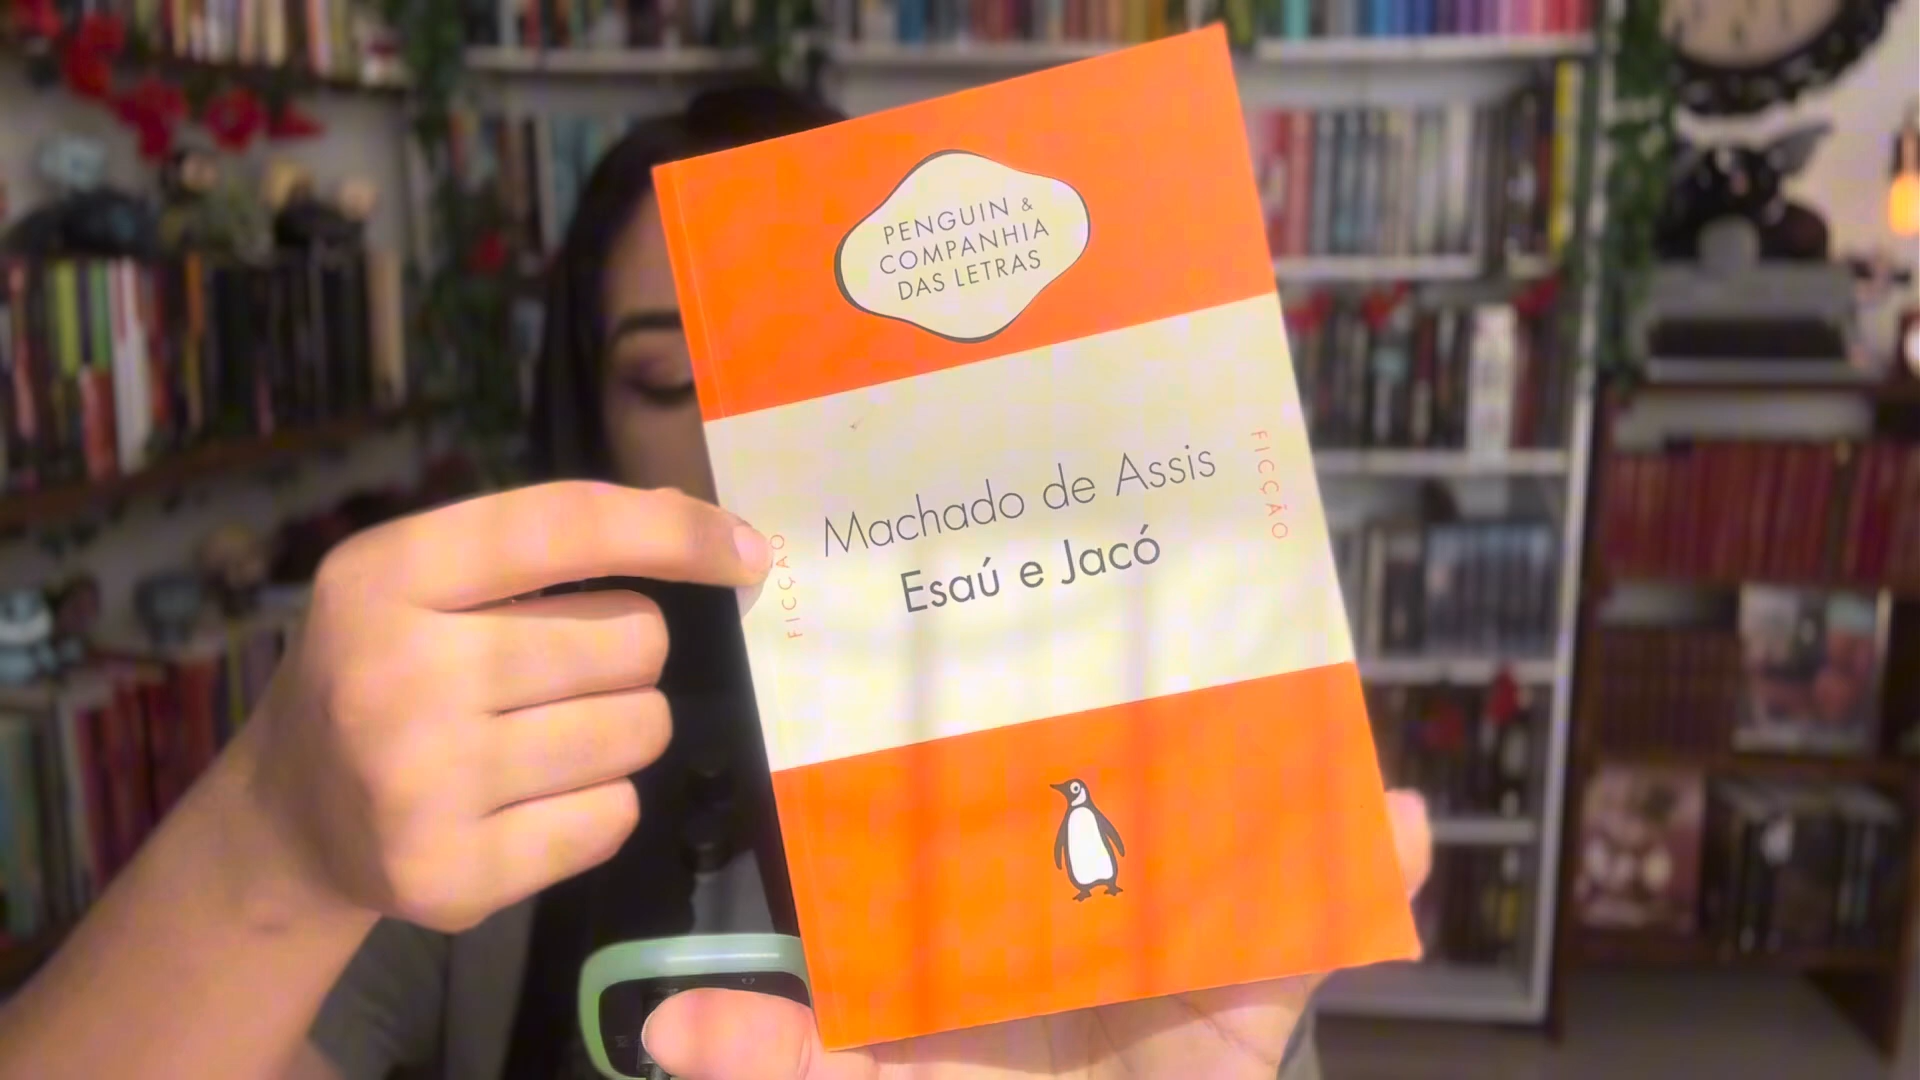 PENGUIN &
COMPANHIA
DAS LETRAS
Machado de Assis
Esaú e Jacó
FICÇÃO
FICÇÃO